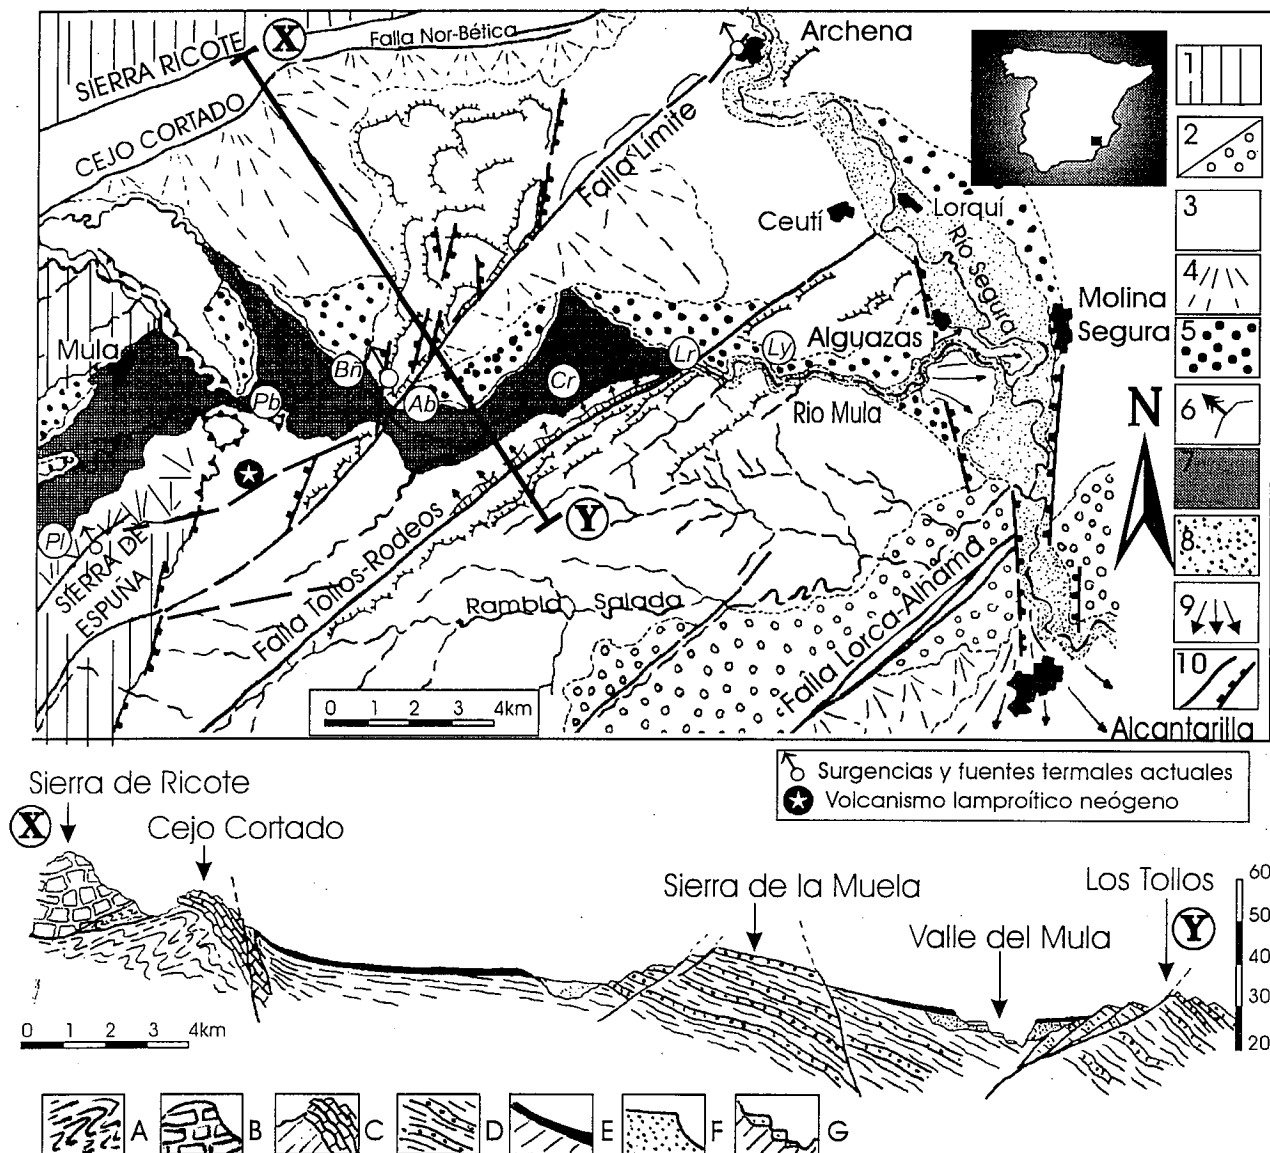 X
Falla Nor-Bética
SIERRA RICOTE
CEJO CORTADO
Archena
Falla Límite
Ceutí
Lorquí
Río Segura
Molina
Segura
Mula
Bn
Pb
Ab
Cr
Lr
Ly
Alguazas
Rio Mula
N
Y
Pl
SIERRA DE
ESPUÑA
Falla Tollos-Rodeos
Rambla Salada
Falla Lorca-Alhama
Alcantarilla
0 1 2 3 4km
1
2
3
4
5
6
7
8
9
10
Surgencias y fuentes termales actuales
Volcanismo lamproítico neógeno
Sierra de Ricote
X
Cejo Cortado
Sierra de la Muela
Los Tollos
Y
Valle del Mula
60
50
40
30
20
0 1 2 3 4km
A
B
C
D
E
F
G